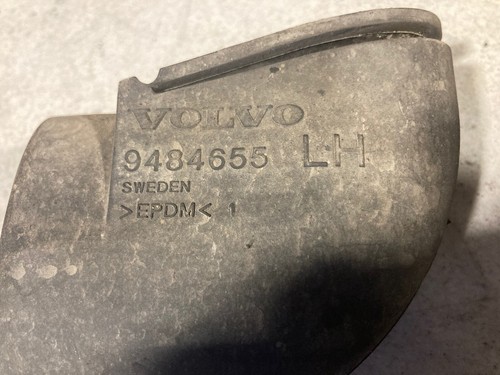 VOLVO
9484655 LH
SWEDEN
>EPDM< 1